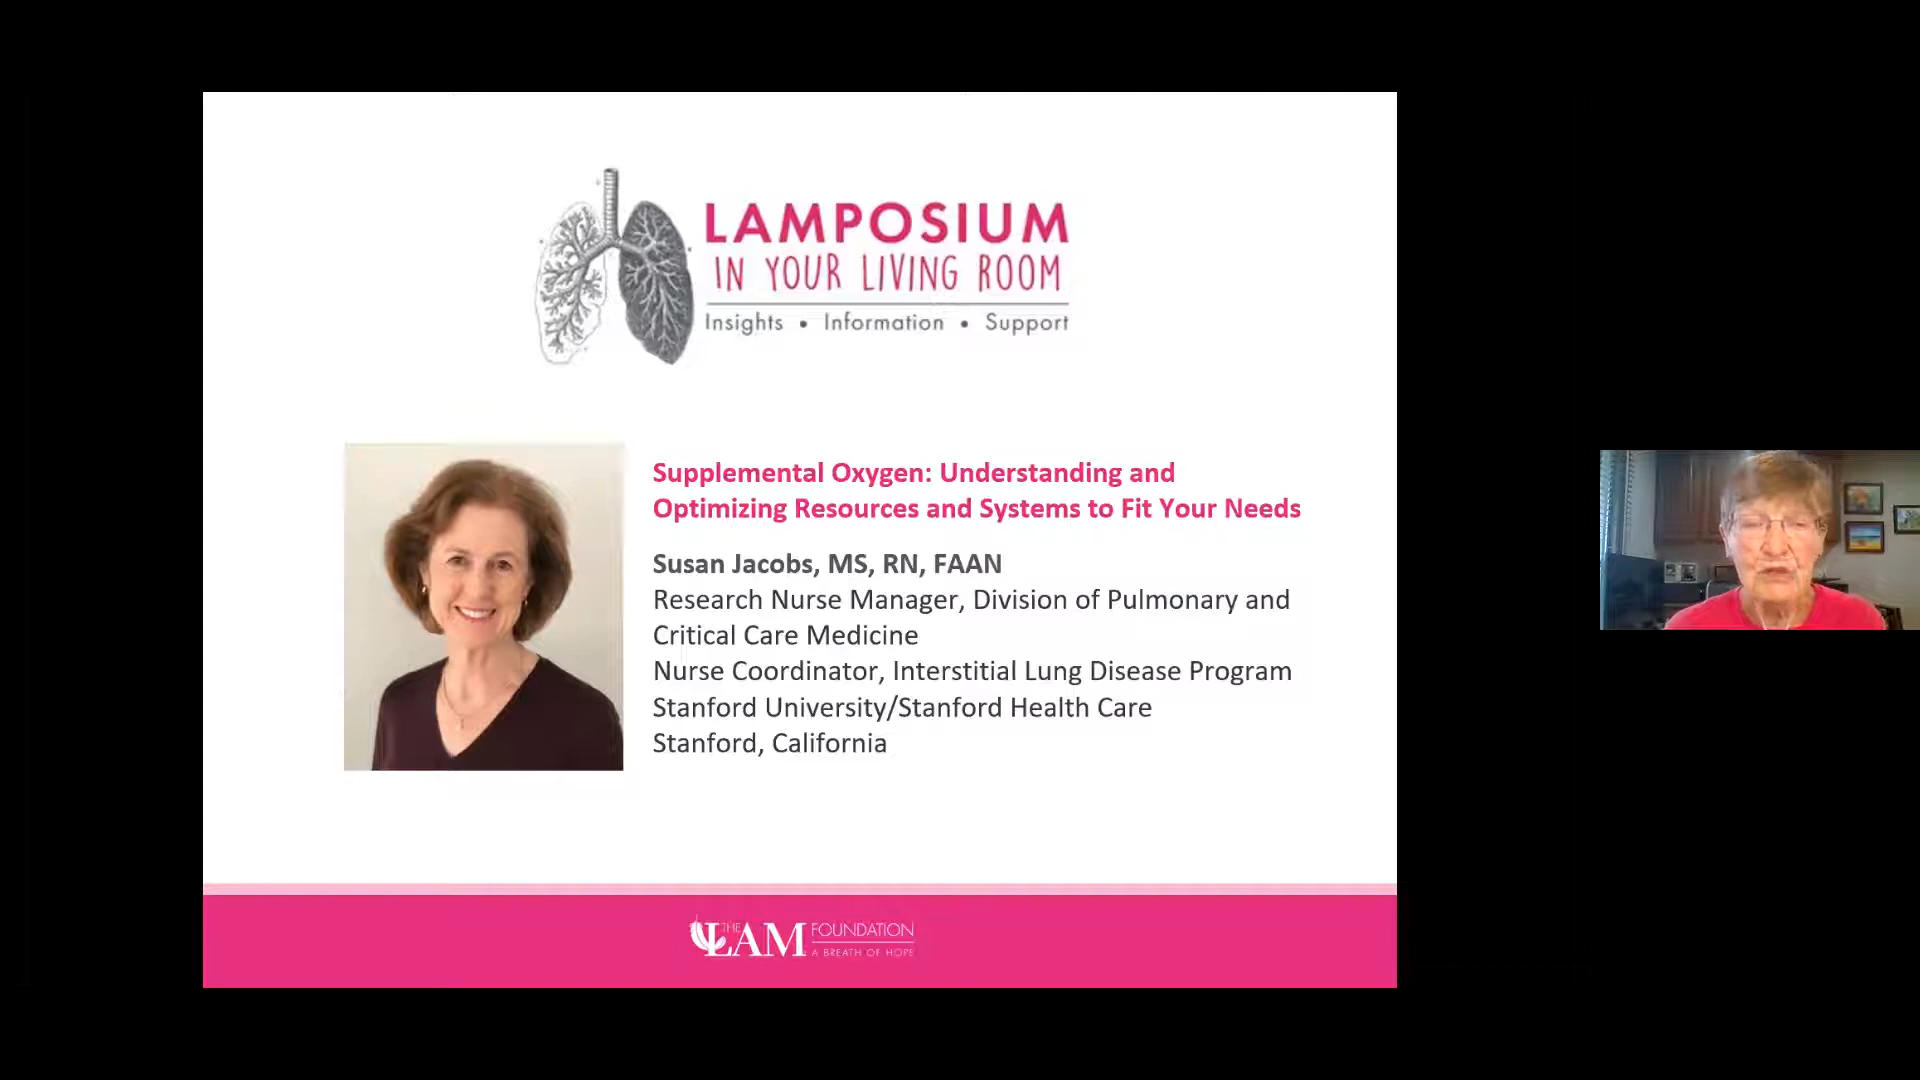 LAMPOSIUM
IN YOUR LIVING ROOM
Insights • Information • Support
Supplemental Oxygen: Understanding and
Optimizing Resources and Systems to Fit Your Needs
Susan Jacobs, MS, RN, FAAN
Research Nurse Manager, Division of Pulmonary and
Critical Care Medicine
Nurse Coordinator, Interstitial Lung Disease Program
Stanford University/Stanford Health Care
Stanford, California
THE LAM FOUNDATION
A BREATH OF HOPE